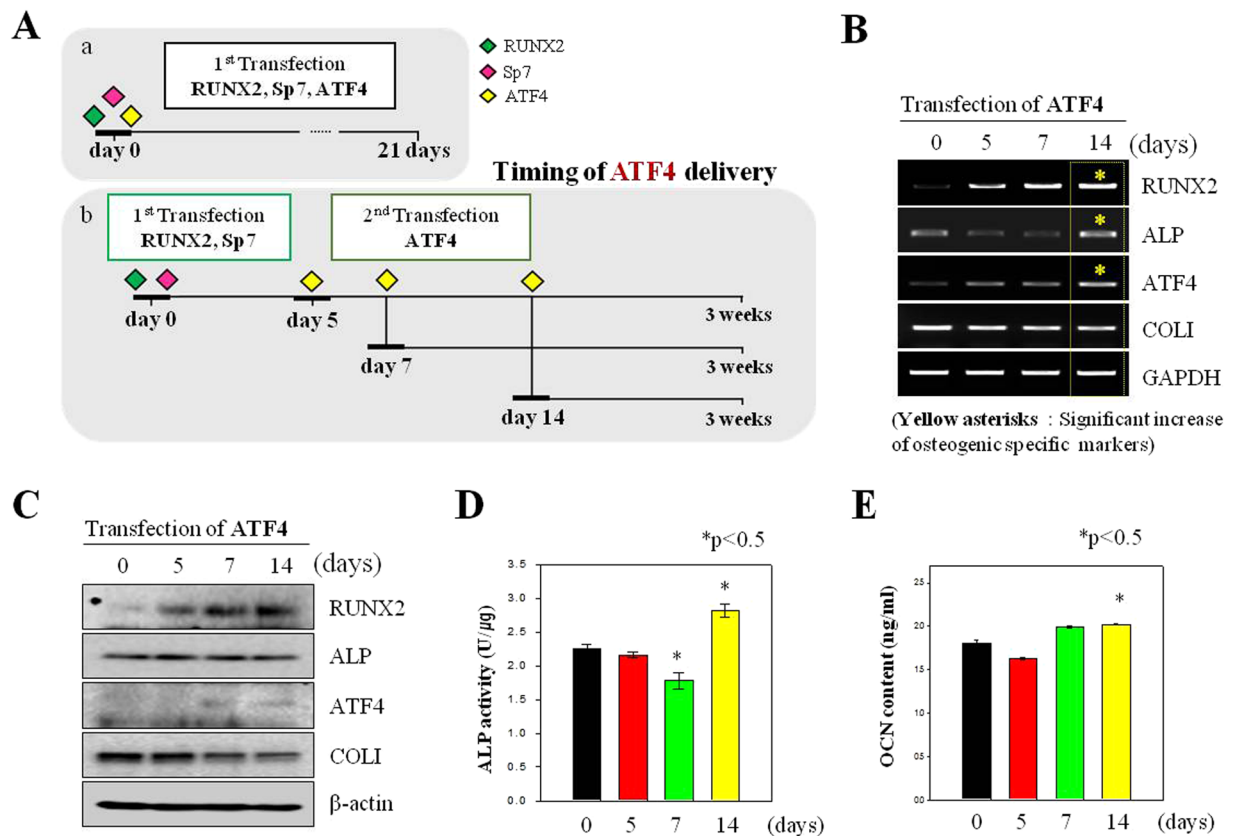 A
a
1st Transfection
RUNX2, Sp7, ATF4
RUNX2
Sp7
ATF4
day 0
......
21 days
Timing of ATF4 delivery
b
1st Transfection
RUNX2, Sp7
2nd Transfection
ATF4
day 0
day 5
3 weeks
day 7
3 weeks
day 14
3 weeks
B
Transfection of ATF4
0 5 7 14 (days)
* RUNX2
* ALP
* ATF4
COLI
GAPDH
(Yellow asterisks : Significant increase
of osteogenic specific markers)
C
Transfection of ATF4
0 5 7 14 (days)
RUNX2
ALP
ATF4
COLI
β-actin
D
*p<0.5
ALP activity (U/μg)
3.5
3.0
2.5
2.0
1.5
1.0
0.5
0.0
*
*
0 5 7 14 (days)
E
*p<0.5
OCN content (ng/ml)
25
20
15
10
05
00
*
0 5 7 14 (days)